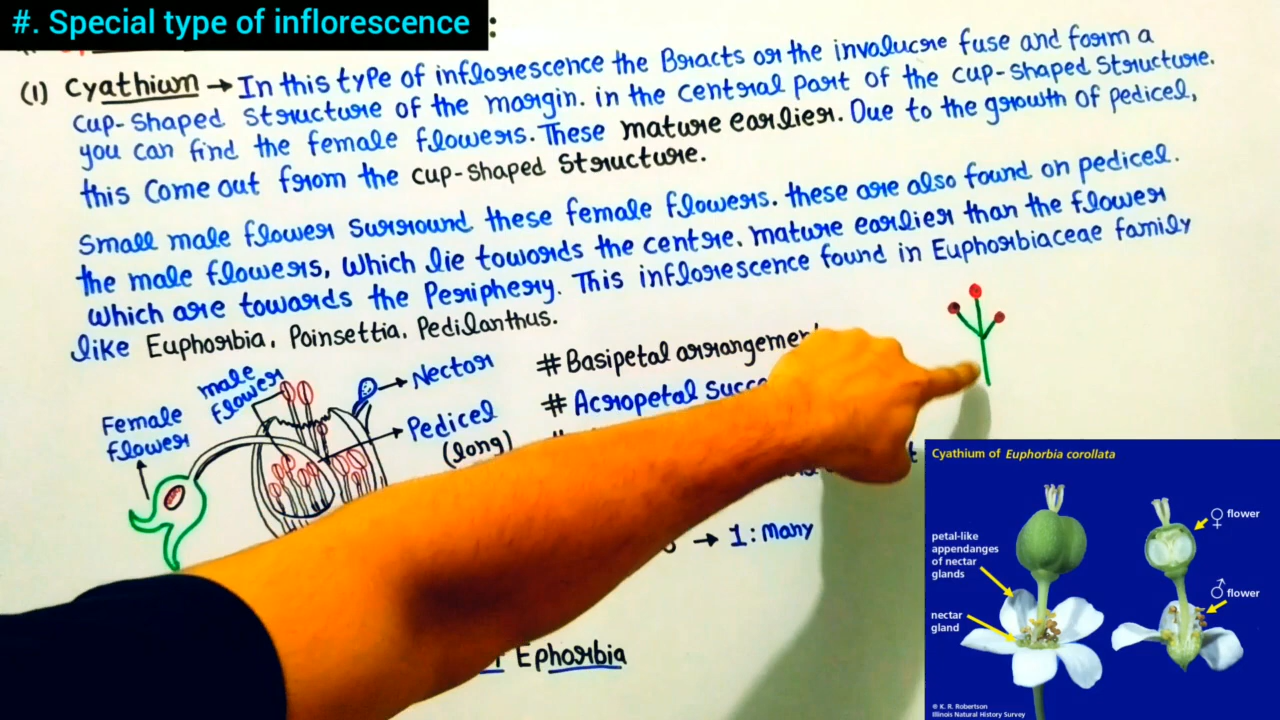 #. Special type of inflorescence
(1) Cyathium → In this type of inflorescence the Bracts or the involucre fuse and form a
cup-shaped structure of the margin. in the central part of the cup-shaped structure.
you can find the female flowers. These mature earlier. Due to the growth of pedicel,
this come out from the cup-shaped structure.
Small male flower surround these female flowers. these are also found on pedicel.
the male flowers, which lie towards the centre. mature earlier than the flower
which are towards the Periphery. This inflorescence found in Euphorbiaceae family
like Euphorbia, Poinsettia, Pedilanthus.
male
flower
Female
flower
Nector
Pedicel
(long)
# Basipetal
# Acropetal
→ 1:Many
Ephorbia
Cyathium of Euphorbia corollata
petal-like
appendanges
of nectar
glands
nectar
gland
♀ flower
♂ flower
© K. R. Robertson
Illinois Natural History Survey